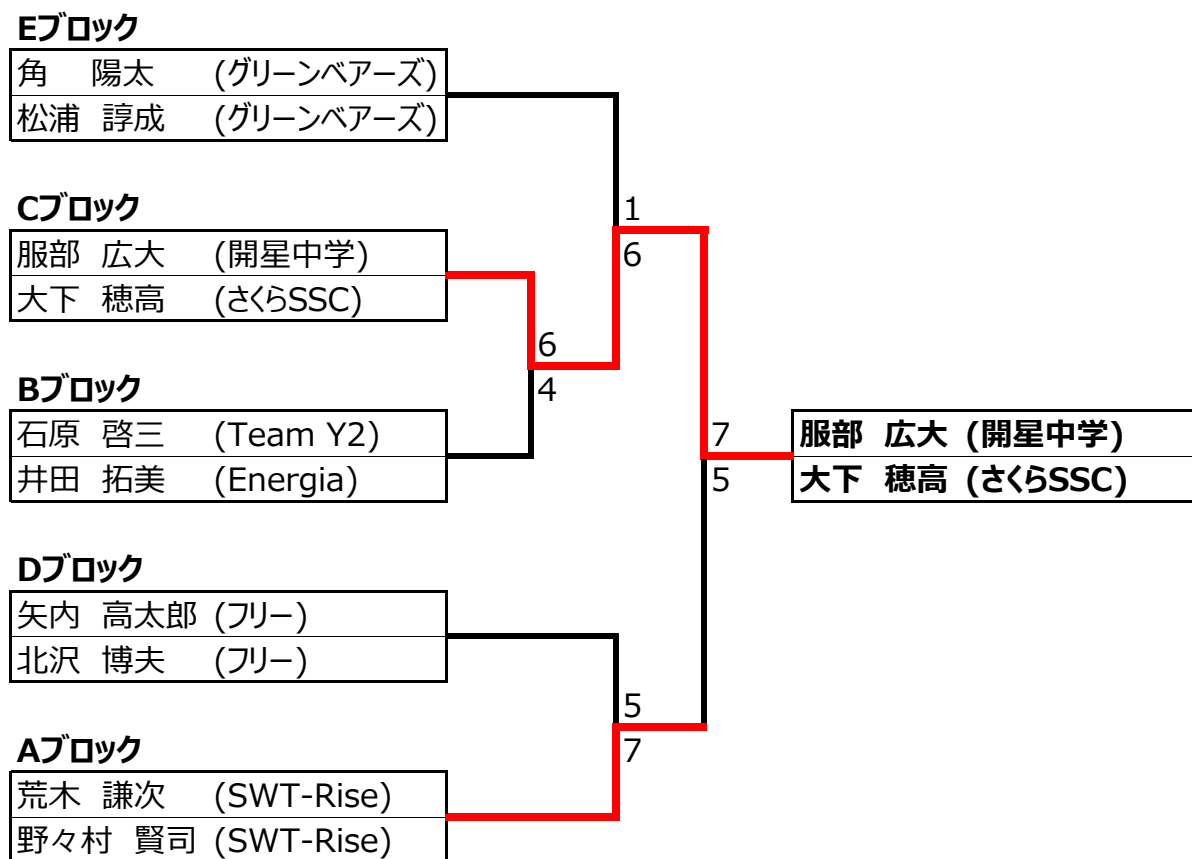 Eブロック
角 陽太 (グリーンベアーズ)
松浦 諄成 (グリーンベアーズ)
Cブロック
服部 広大 (開星中学)
大下 穂高 (さくらSSC)
Bブロック
石原 啓三 (Team Y2)
井田 拓美 (Energia)
Dブロック
矢内 高太郎 (フリー)
北沢 博夫 (フリー)
Aブロック
荒木 謙次 (SWT-Rise)
野々村 賢司 (SWT-Rise)
6
4
1
6
5
7
7
5
服部 広大 (開星中学)
大下 穂高 (さくらSSC)